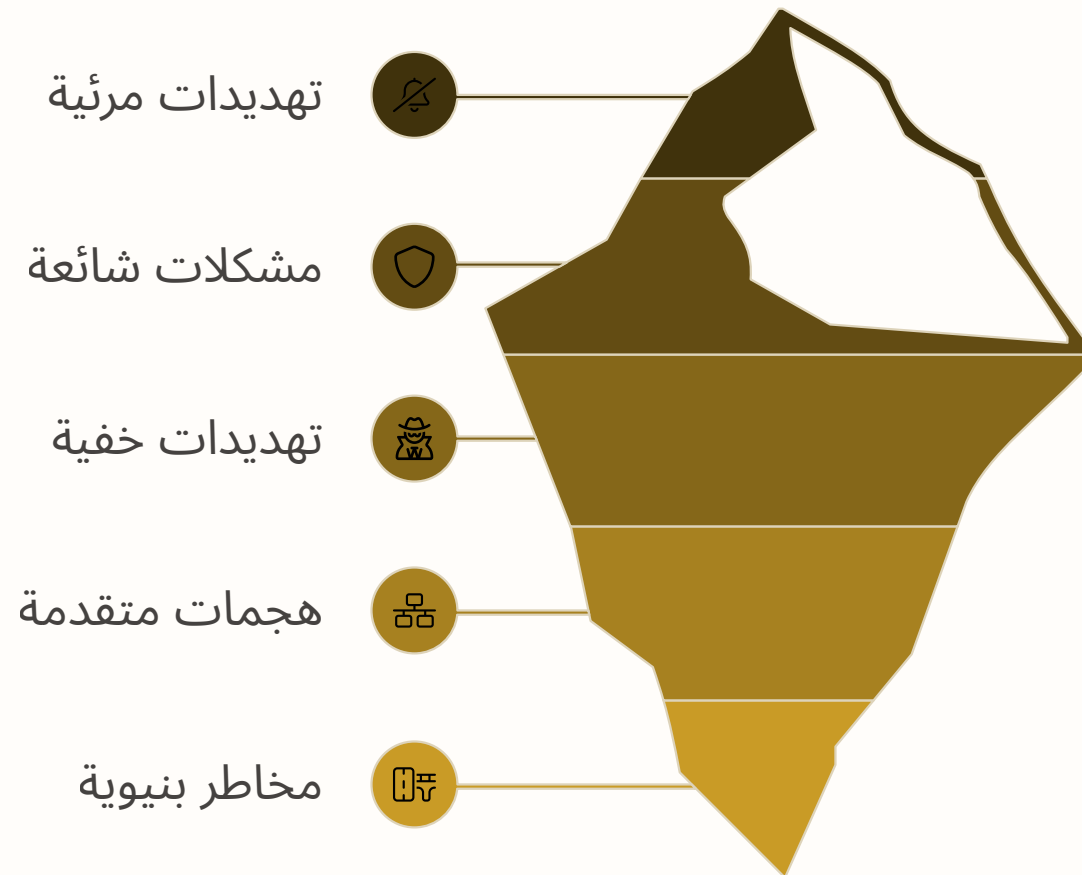 تهديدات مرئية
مشكلات شائعة
تهديدات خفية
هجمات متقدمة
مخاطر بنيوية